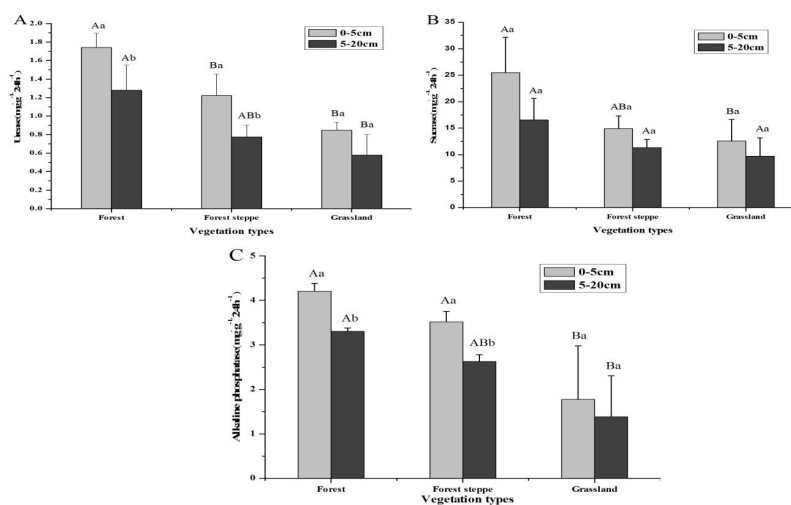 A
Urease(mg·g⁻¹·24h⁻¹)
2.0
1.8
1.6
1.4
1.2
1.0
0.8
0.6
0.4
0.2
0.0
0-5cm
5-20cm
Aa
Ab
Ba
ABb
Ba
Ba
Forest
Forest steppe
Grassland
Vegetation types
B
Sucrase(mg·g⁻¹·24h⁻¹)
35
30
25
20
15
10
5
0
0-5cm
5-20cm
Aa
Aa
ABa
Aa
Ba
Aa
Forest
Forest steppe
Grassland
Vegetation types
C
Alkaline phosphatase(mg·g⁻¹·24h⁻¹)
5
4
3
2
1
0
0-5cm
5-20cm
Aa
Ab
Aa
ABb
Ba
Ba
Forest
Forest steppe
Grassland
Vegetation types